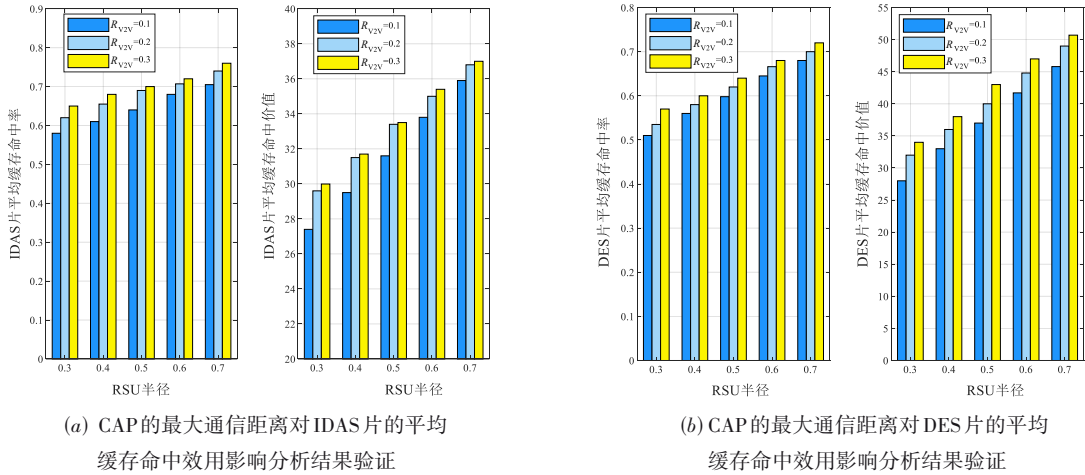 0.9
0.8
0.7
0.6
0.5
0.4
0.3
0.2
0.1
0
IDAS片平均缓存命中率
R_V2V=0.1
R_V2V=0.2
R_V2V=0.3
0.3 0.4 0.5 0.6 0.7
RSU半径
40
38
36
34
32
30
28
26
24
22
20
IDAS片平均缓存命中价值
R_V2V=0.1
R_V2V=0.2
R_V2V=0.3
0.3 0.4 0.5 0.6 0.7
RSU半径
(a) CAP的最大通信距离对IDAS片的平均
缓存命中效用影响分析结果验证
0.8
0.7
0.6
0.5
0.4
0.3
0.2
0.1
0
DES片平均缓存命中率
R_V2V=0.1
R_V2V=0.2
R_V2V=0.3
0.3 0.4 0.5 0.6 0.7
RSU半径
55
50
45
40
35
30
25
20
15
10
5
0
DES片平均缓存命中价值
R_V2V=0.1
R_V2V=0.2
R_V2V=0.3
0.3 0.4 0.5 0.6 0.7
RSU半径
(b) CAP的最大通信距离对DES片的平均
缓存命中效用影响分析结果验证